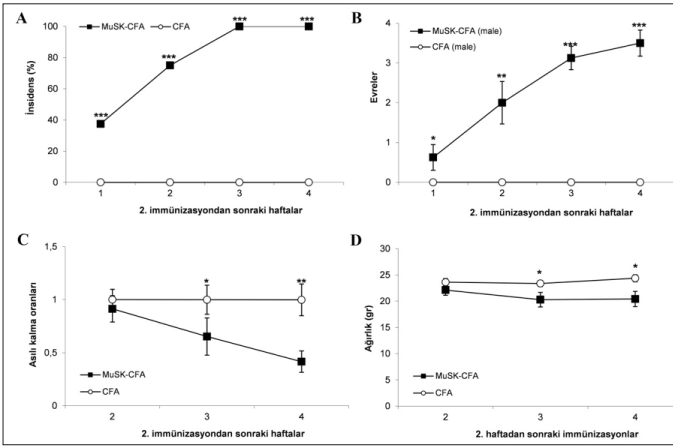 A
MuSK-CFA
CFA
İnsidens (%)
100
80
60
40
20
0
***
***
***
***
1
2
3
4
2. immünizasyondan sonraki haftalar
B
MuSK-CFA (male)
CFA (male)
Evreler
4
3
2
1
0
*
**
***
***
1
2
3
4
2. immünizasyondan sonraki haftalar
C
Asılı kalma oranları
1,5
1
0,5
0
*
**
MuSK-CFA
CFA
2
3
4
2. immünizasyondan sonraki haftalar
D
Ağırlık (gr)
30
25
20
15
10
5
0
*
*
MuSK-CFA
CFA
2
3
4
2. haftadan sonraki immünizasyonlar